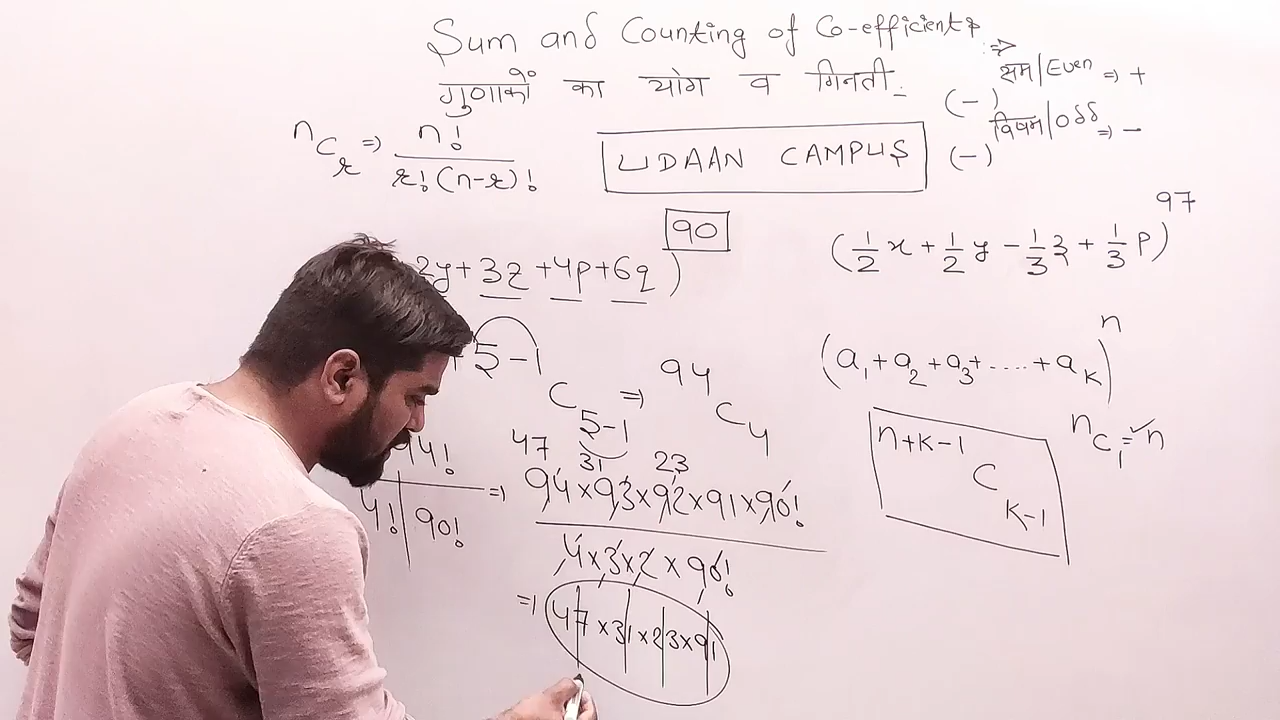 Sum and Counting of Co-efficients
गुणाकों का योग व गिनती
⇒ सम/Even ⇒ +
(-)
विषम/Odd ⇒ -
(-)
nCr ⇒ n! / r!(n-r)!
UDAAN CAMPUS
2y + 3z + 4p + 6q)^90
(1/2 x + 1/2 y - 1/3 z + 1/3 p)^97
5-1 C 5-1 ⇒ 94 C 4
(a1 + a2 + a3 + .... + ak)^n
n+k-1 C k-1
nC1 = n
94! / 4! 90! ⇒ 94 × 93 × 92 × 91 × 90! / 4 × 3 × 2 × 90!
47 31 23
⇒ 47 × 31 × 23 × 91